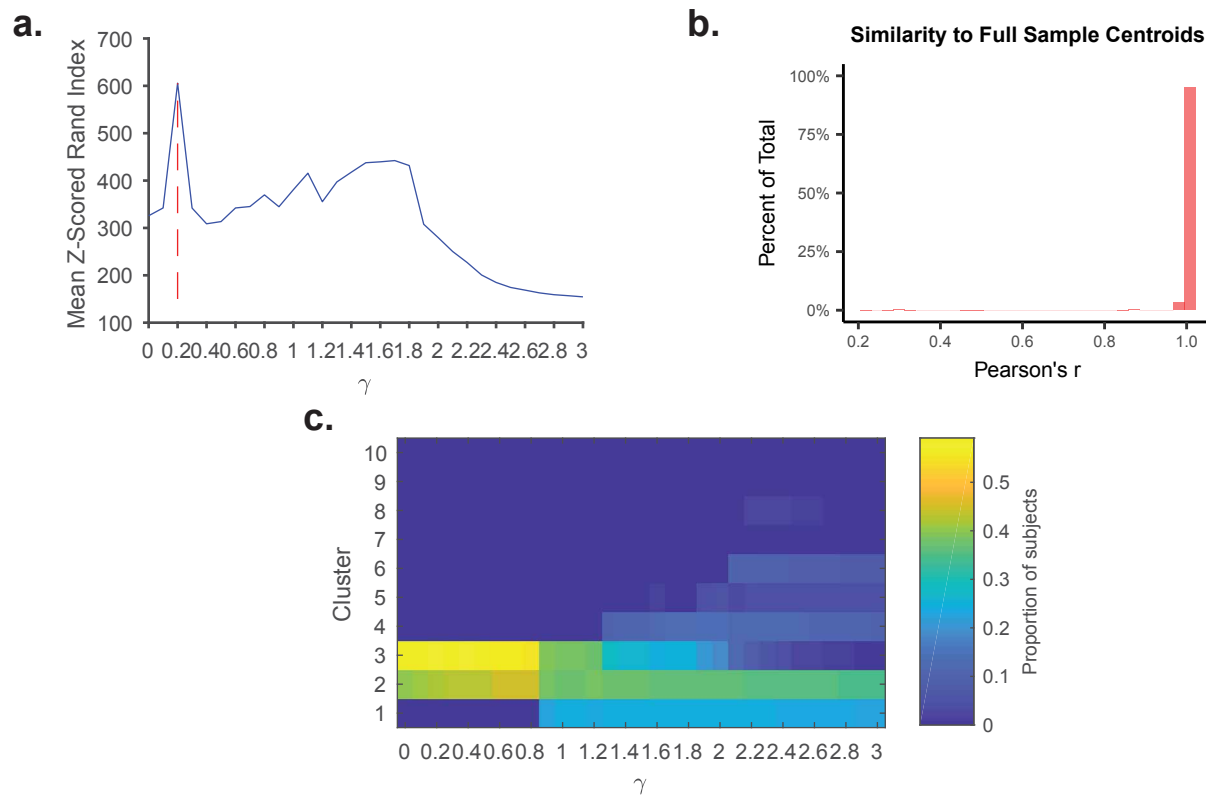 a.
700
600
500
400
300
200
100
Mean Z-Scored Rand Index
0 0.2 0.4 0.6 0.8 1 1.2 1.4 1.6 1.8 2 2.2 2.4 2.6 2.8 3
γ
b.
Similarity to Full Sample Centroids
100%
75%
50%
25%
0%
Percent of Total
0.2 0.4 0.6 0.8 1.0
Pearson's r
c.
10
9
8
7
6
5
4
3
2
1
Cluster
0 0.2 0.4 0.6 0.8 1 1.2 1.4 1.6 1.8 2 2.2 2.4 2.6 2.8 3
γ
0.5
0.4
0.3
0.2
0.1
0
Proportion of subjects